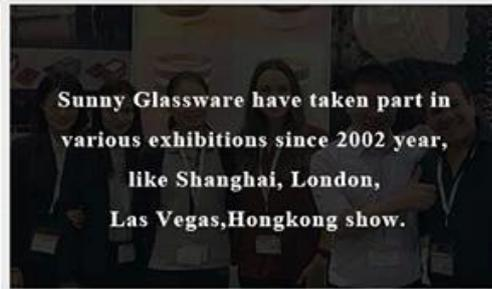 Sunny Glassware have taken part in
various exhibitions since 2002 year,
like Shanghai, London,
Las Vegas,Hongkong show.